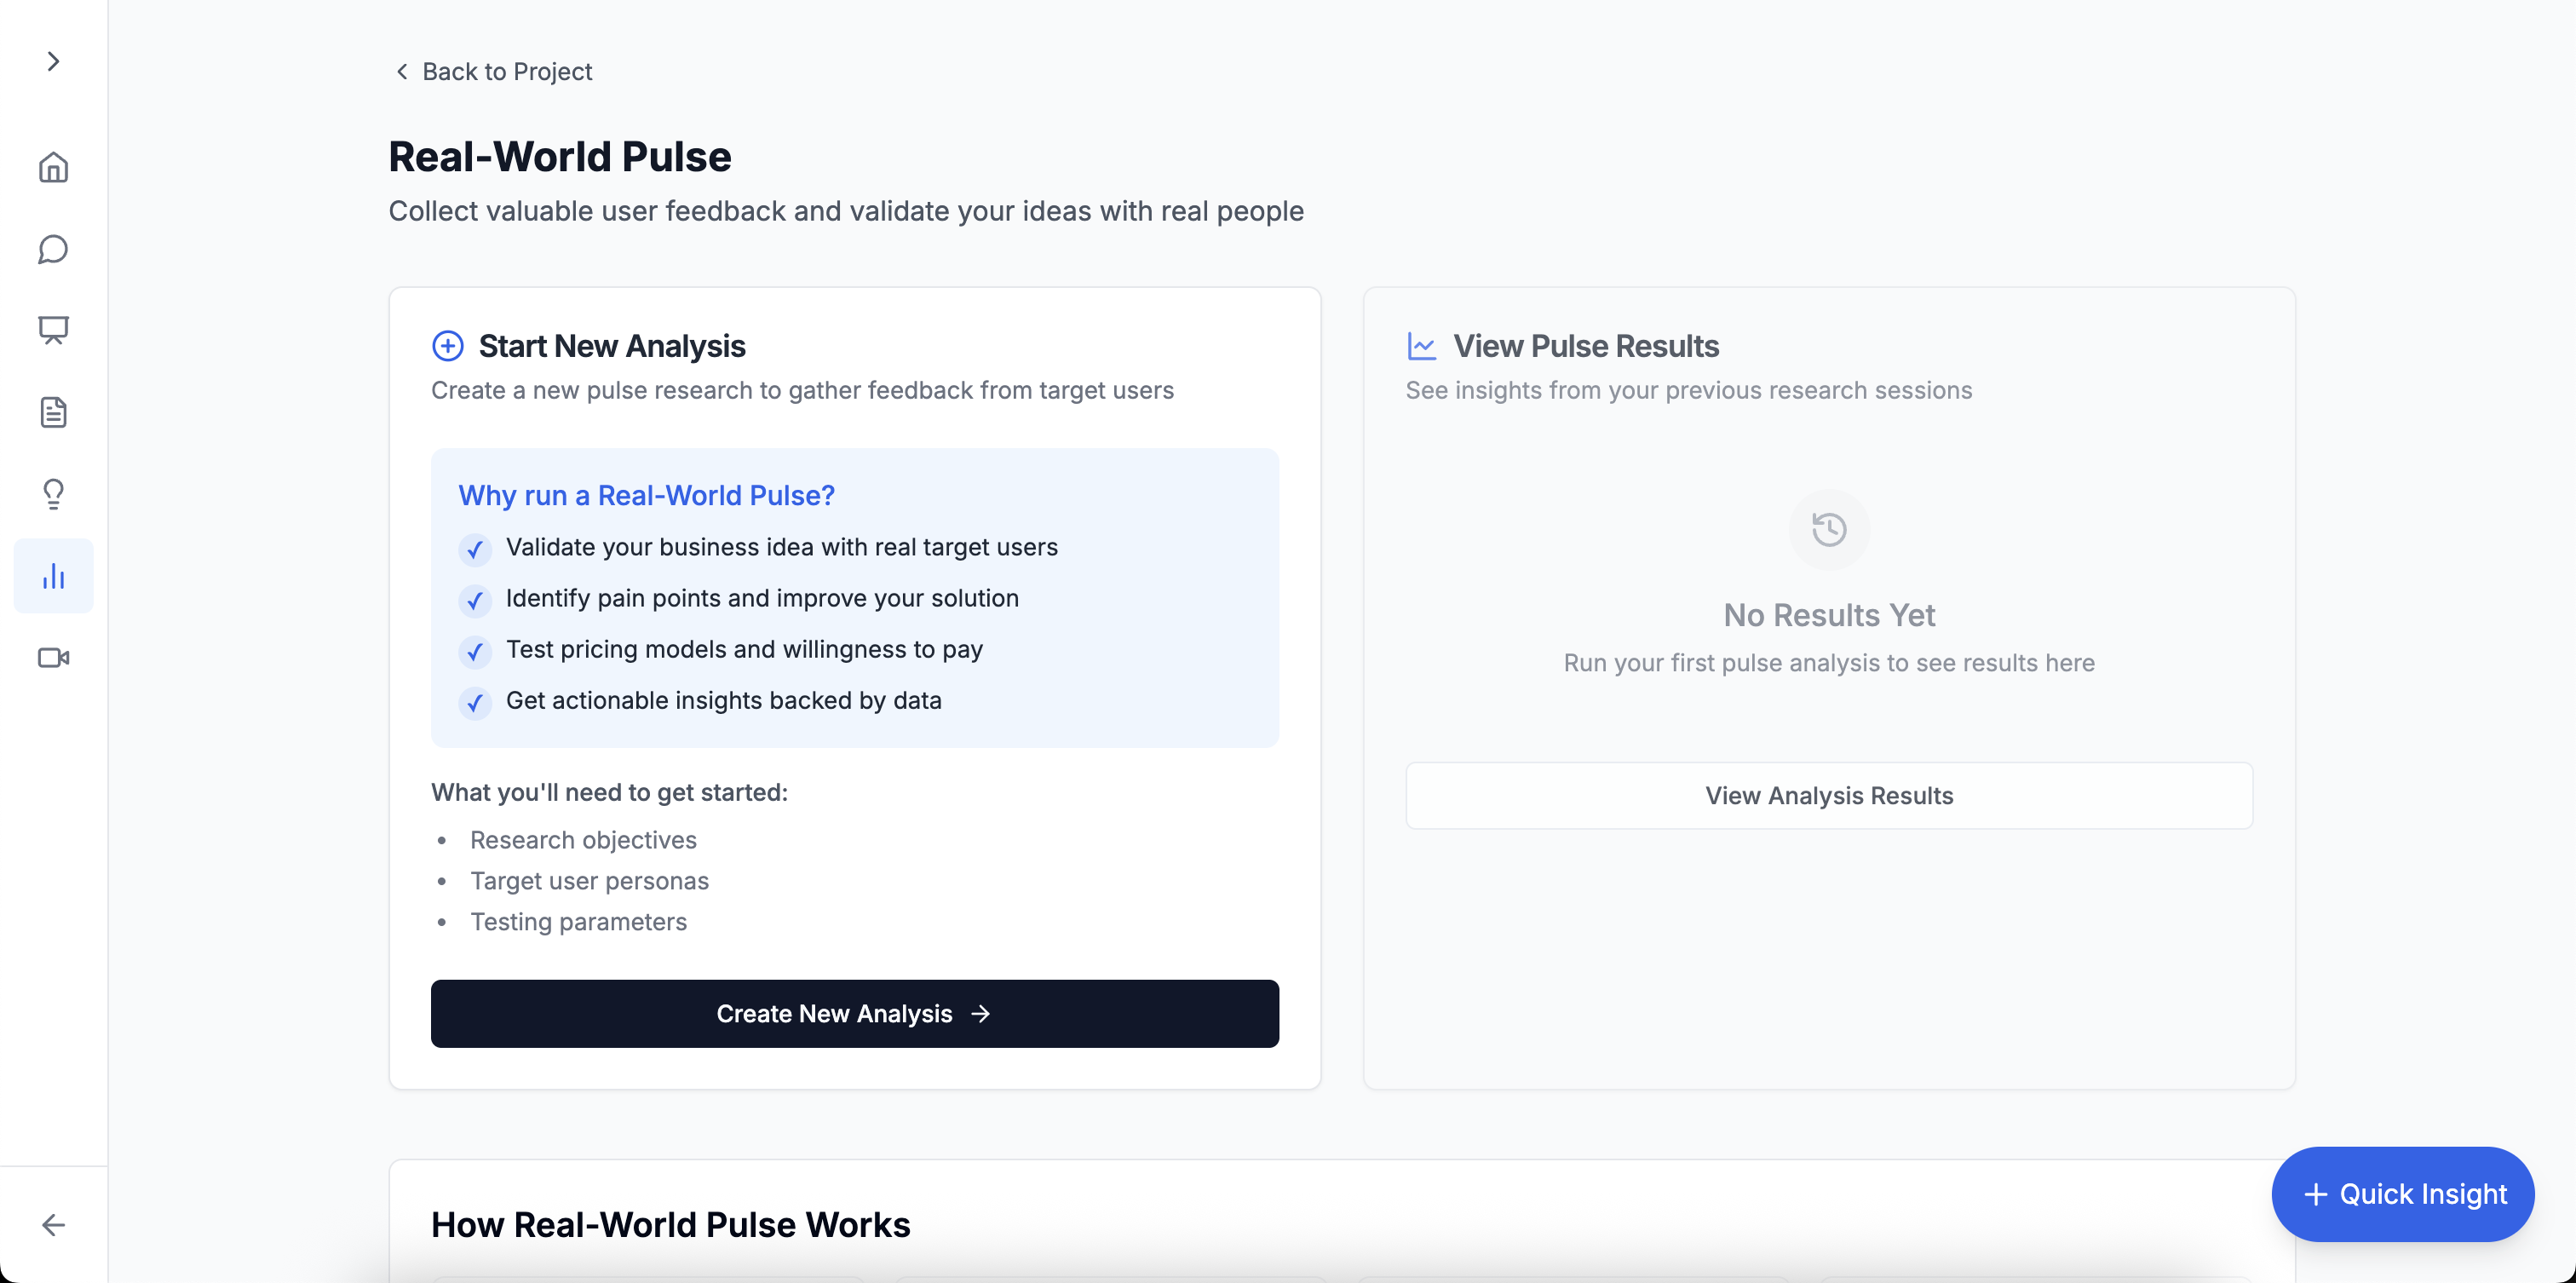 Back to Project
Real-World Pulse
Collect valuable user feedback and validate your ideas with real people
Start New Analysis
Create a new pulse research to gather feedback from target users
Why run a Real-World Pulse?
Validate your business idea with real target users
Identify pain points and improve your solution
Test pricing models and willingness to pay
Get actionable insights backed by data
What you'll need to get started:
• Research objectives
• Target user personas
• Testing parameters
Create New Analysis →
View Pulse Results
See insights from your previous research sessions
No Results Yet
Run your first pulse analysis to see results here
View Analysis Results
How Real-World Pulse Works
+ Quick Insight